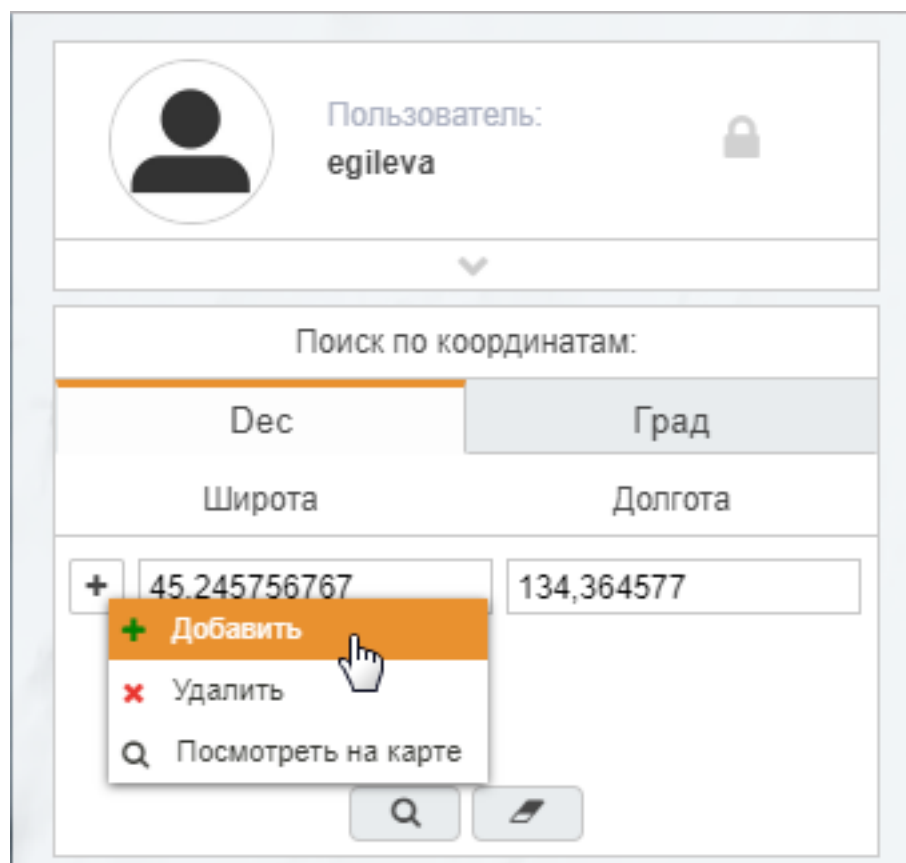 Пользователь:
egileva
Поиск по координатам:
Dec Град
Широта Долгота
45,245756767 134,364577
Добавить
Удалить
Посмотреть на карте